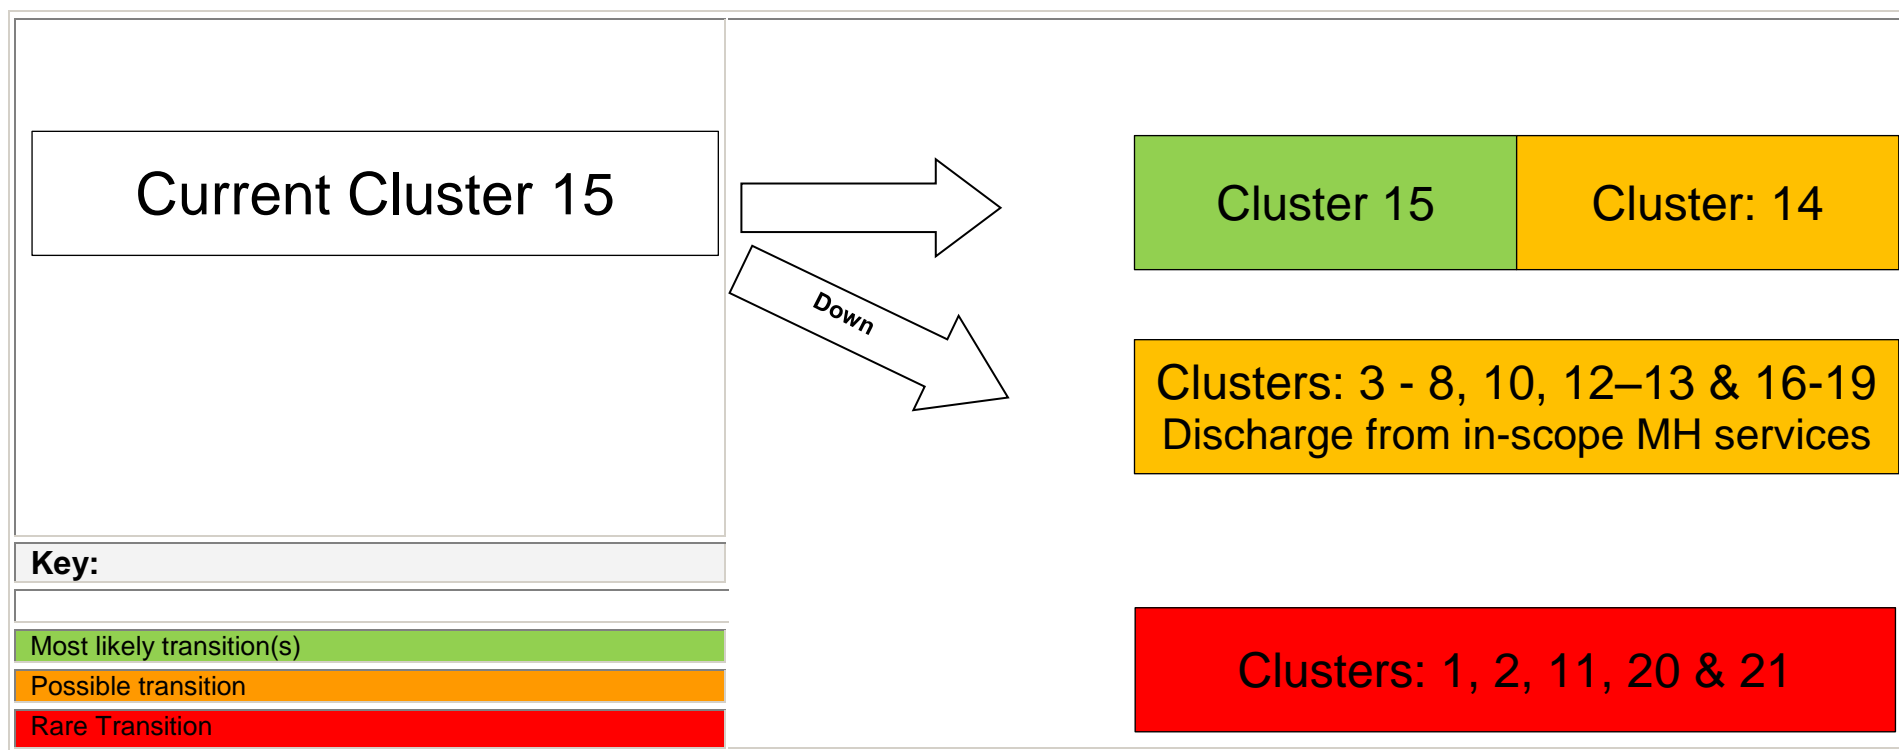 Current Cluster 15
Cluster 15
Cluster: 14
Down
Clusters: 3 - 8, 10, 12–13 & 16-19
Discharge from in-scope MH services
Key:
Most likely transition(s)
Possible transition
Rare Transition
Clusters: 1, 2, 11, 20 & 21